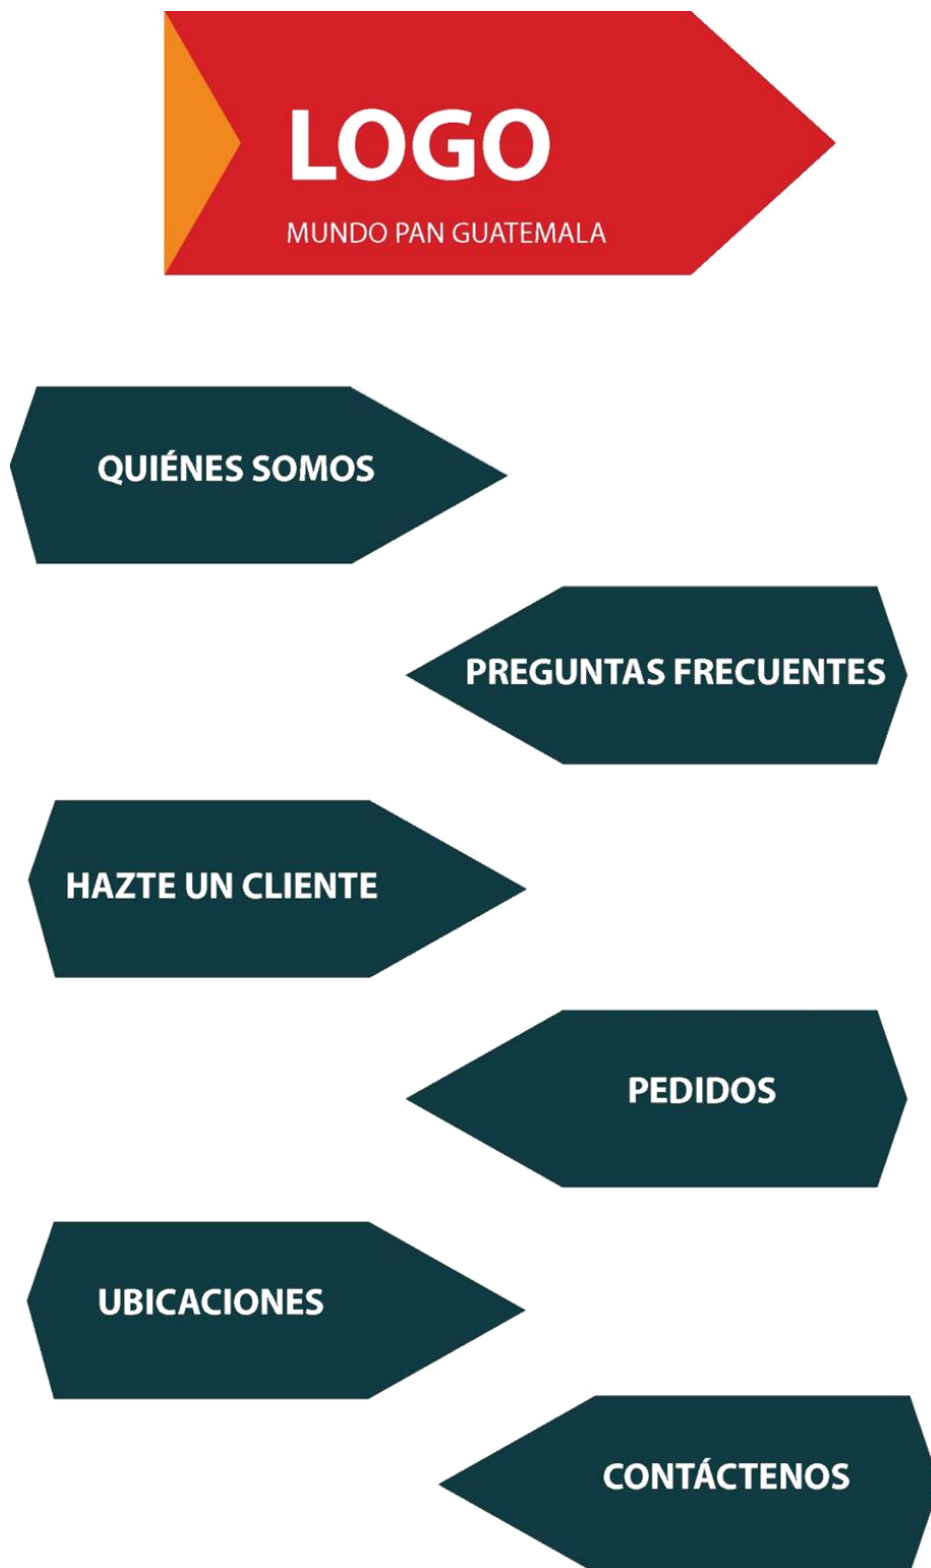 LOGO
MUNDO PAN GUATEMALA
QUIÉNES SOMOS
PREGUNTAS FRECUENTES
HAZTE UN CLIENTE
PEDIDOS
UBICACIONES
CONTÁCTENOS